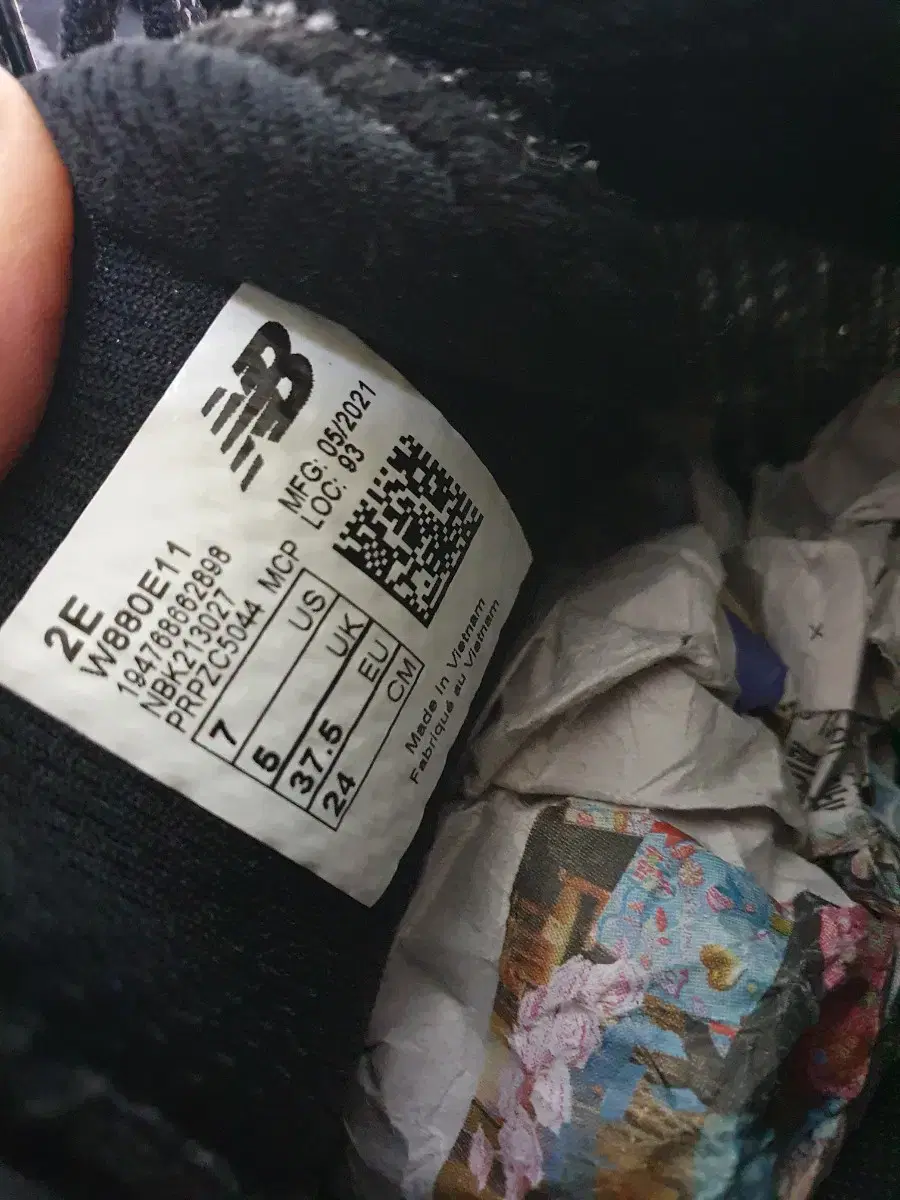 NB
MFG: 05/2021
LOC: 93
2E
W880E11
194768662898
NBK213027
PRPZC5044 MCP
7 US
5 UK
37.5 EU
24 CM
Made in Vietnam
Fabriqué au Vietnam